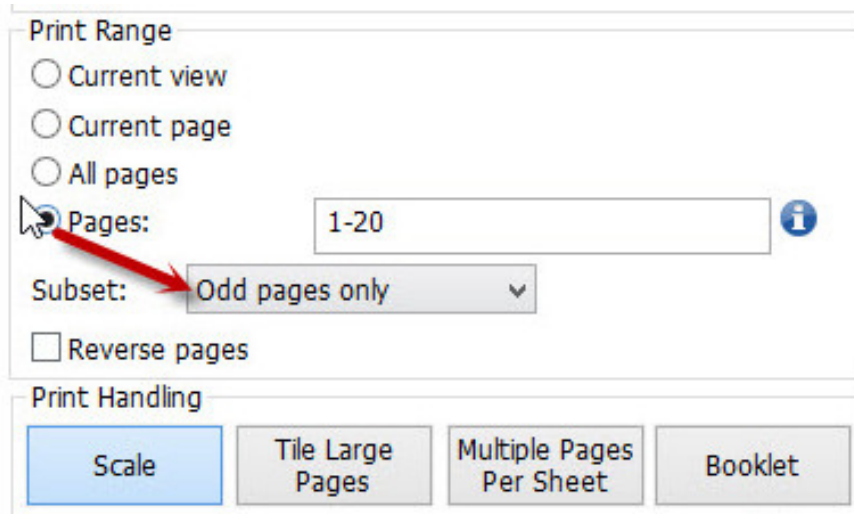 Print Range
Current view
Current page
All pages
Pages: 1-20
Subset: Odd pages only
Reverse pages
Print Handling
Scale
Tile Large
Pages
Multiple Pages
Per Sheet
Booklet